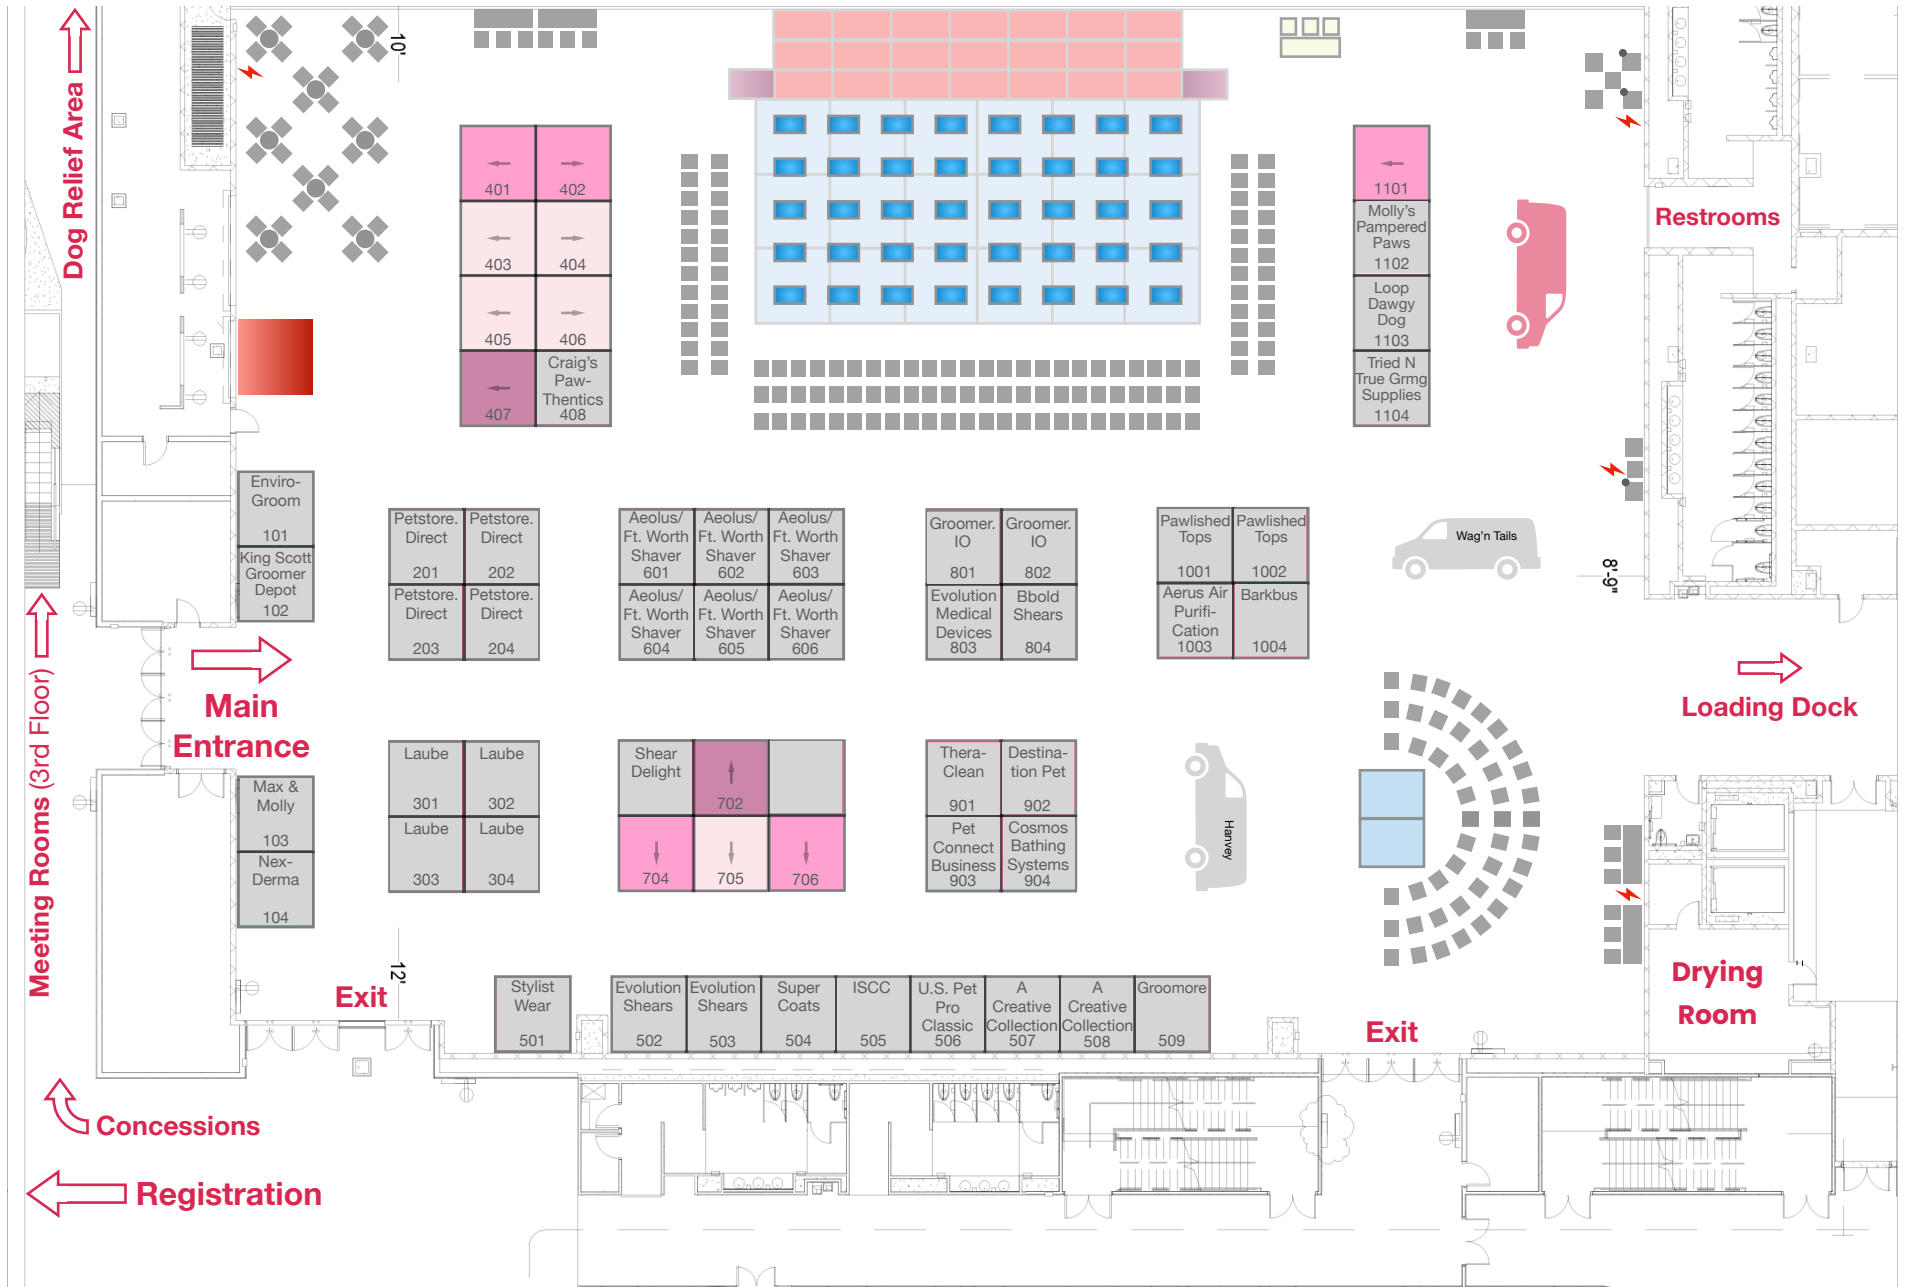 Dog Relief Area
10'
401
402
403
404
405
406
407
Craig's
Paw-
Thentics
408
1101
Molly's
Pampered
Paws
1102
Loop
Dawgy
Dog
1103
Tried N
True Grmg
Supplies
1104
Restrooms
Enviro-
Groom
101
King Scott
Groomer
Depot
102
Petstore.
Direct
201
Petstore.
Direct
202
Petstore.
Direct
203
Petstore.
Direct
204
Aeolus/
Ft. Worth
Shaver
601
Aeolus/
Ft. Worth
Shaver
602
Aeolus/
Ft. Worth
Shaver
603
Aeolus/
Ft. Worth
Shaver
604
Aeolus/
Ft. Worth
Shaver
605
Aeolus/
Ft. Worth
Shaver
606
Groomer.
IO
801
Groomer.
IO
802
Evolution
Medical
Devices
803
Bbold
Shears
804
Pawlished
Tops
1001
Pawlished
Tops
1002
Aerus Air
Purifi-
Cation
1003
Barkbus
1004
Wag'n Tails
8'-9"
Main
Entrance
Loading Dock
Meeting Rooms (3rd Floor)
Max &
Molly
103
Nex-
Derma
104
Laube
301
Laube
302
Laube
303
Laube
304
Shear
Delight
702
704
705
706
Thera-
Clean
901
Destina-
tion Pet
902
Pet
Connect
Business
903
Cosmos
Bathing
Systems
904
Hanvey
12'
Exit
Stylist
Wear
501
Evolution
Shears
502
Evolution
Shears
503
Super
Coats
504
ISCC
505
U.S. Pet
Pro
Classic
506
A
Creative
Collection
507
A
Creative
Collection
508
Groomore
509
Exit
Drying
Room
Concessions
Registration